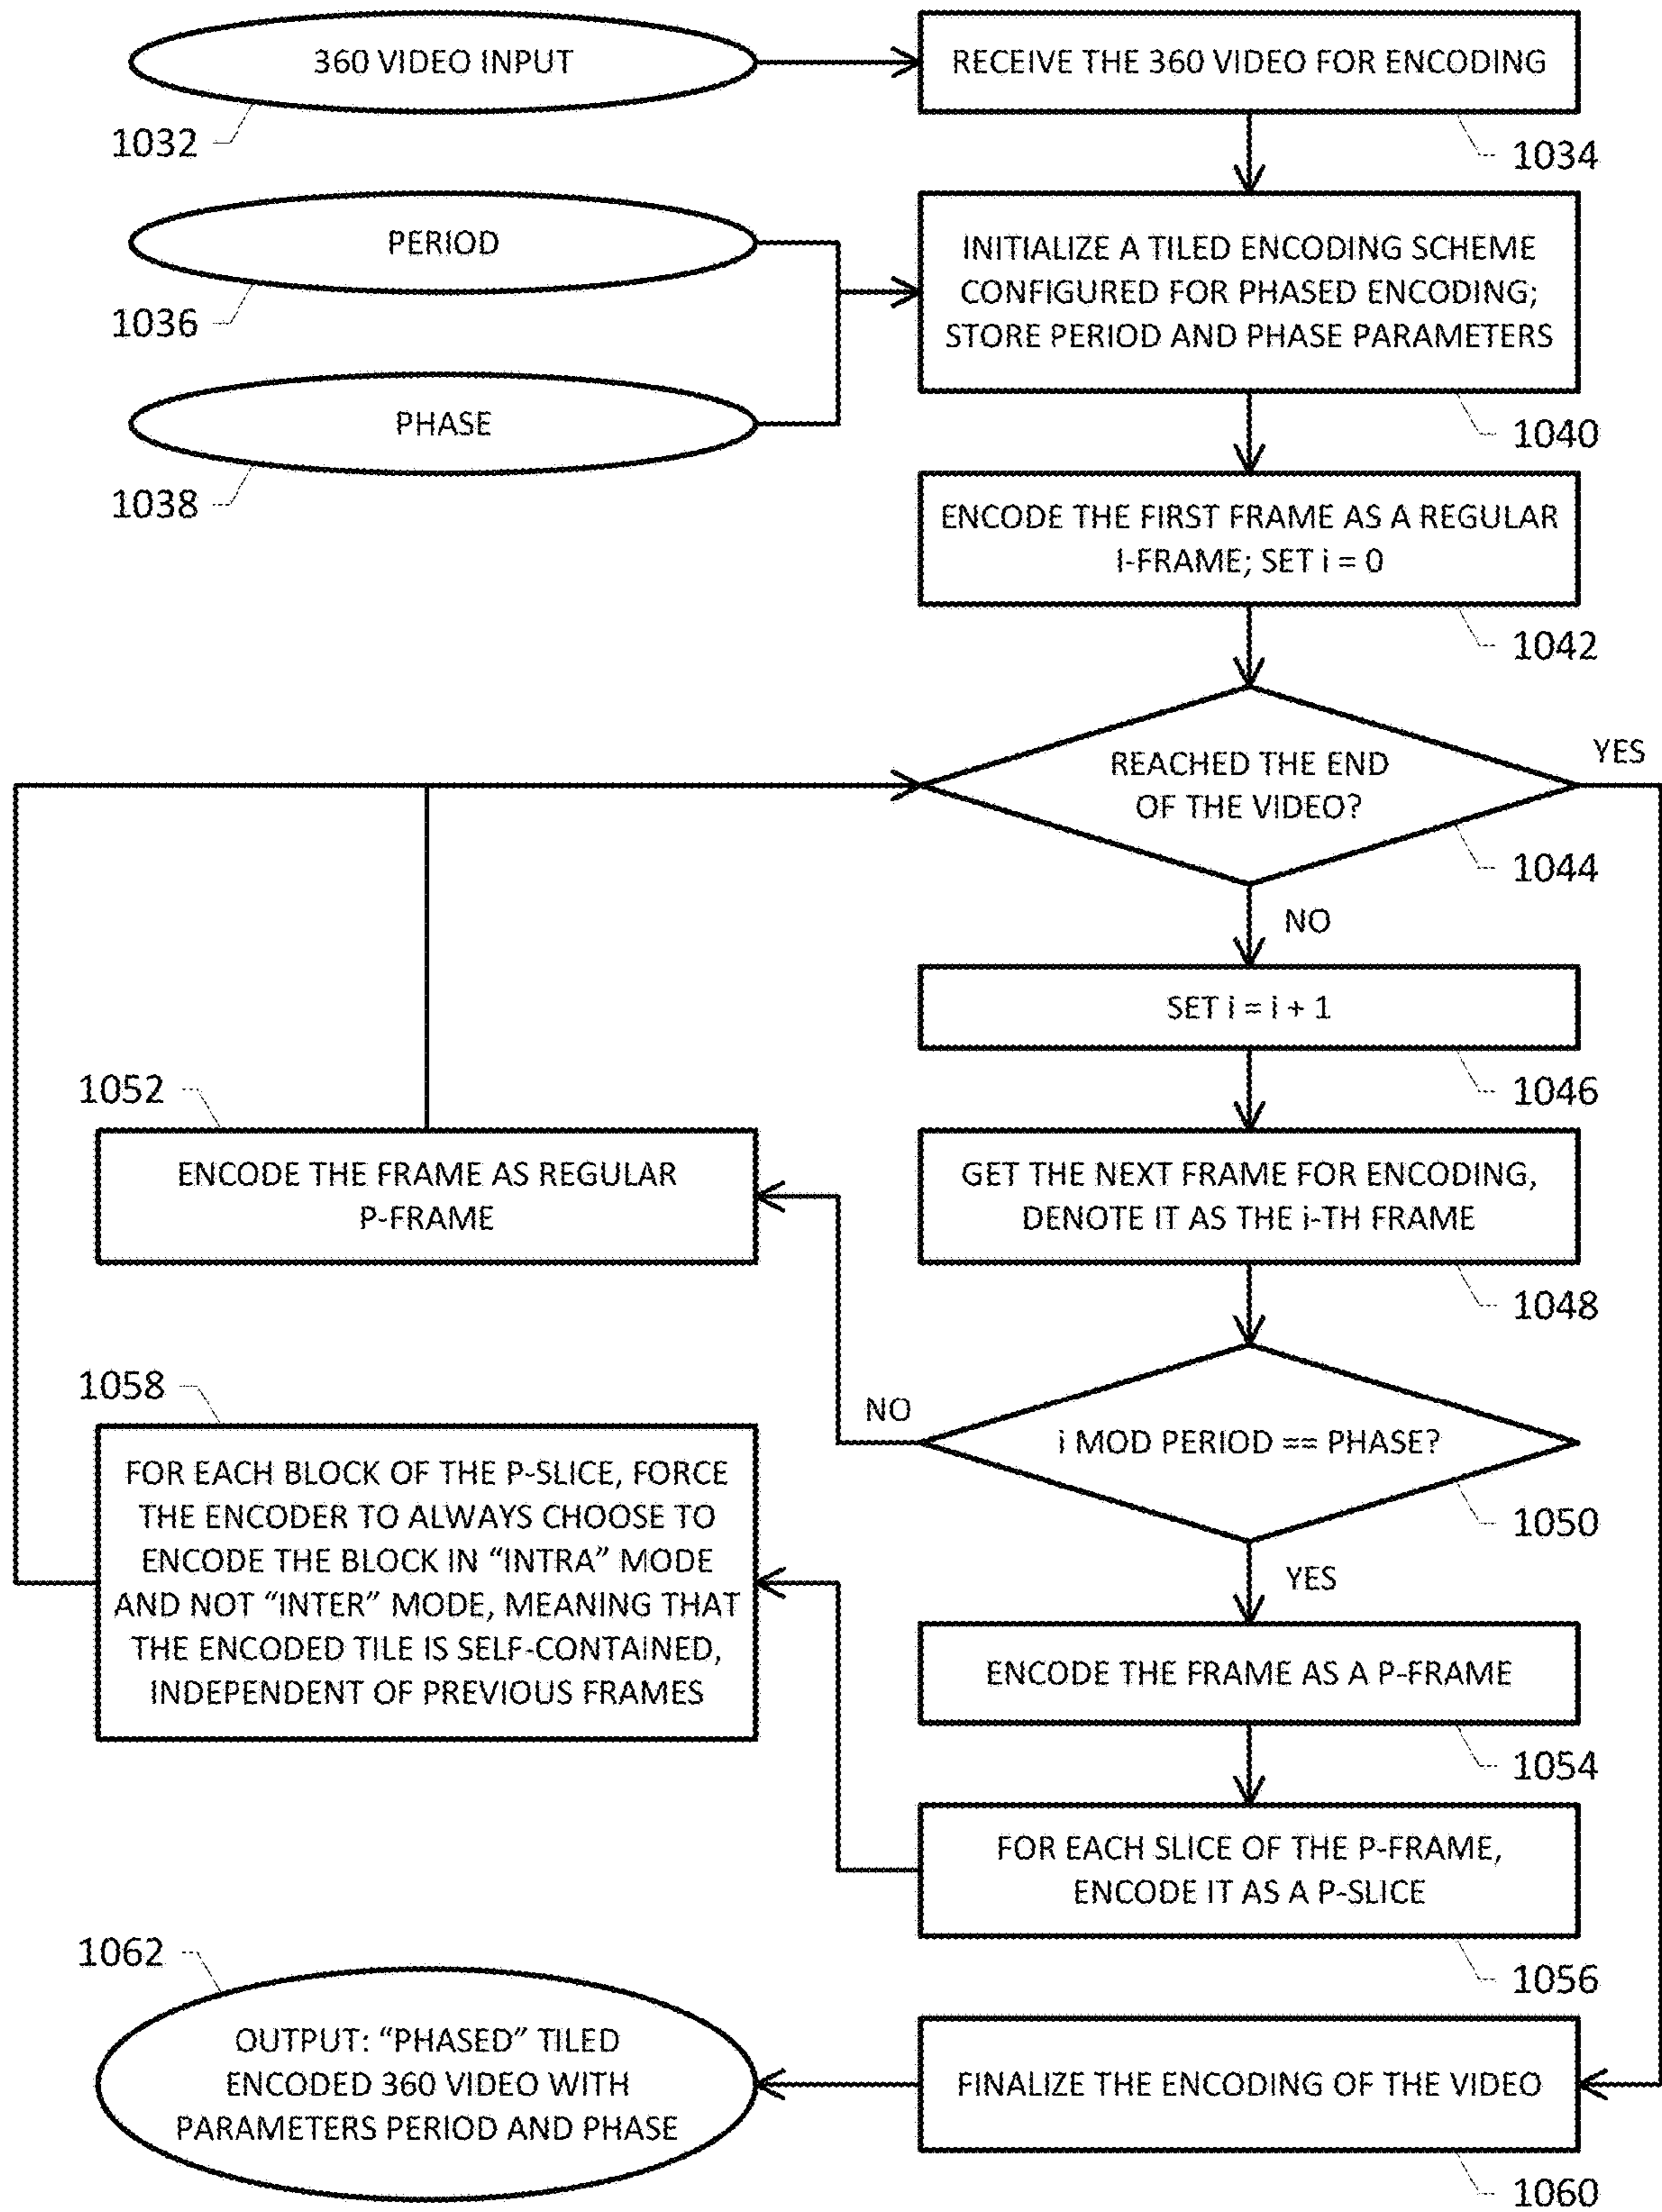 360 VIDEO INPUT
1032
RECEIVE THE 360 VIDEO FOR ENCODING
1034
PERIOD
1036
PHASE
1038
INITIALIZE A TILED ENCODING SCHEME
CONFIGURED FOR PHASED ENCODING;
STORE PERIOD AND PHASE PARAMETERS
1040
ENCODE THE FIRST FRAME AS A REGULAR
I-FRAME; SET i = 0
1042
REACHED THE END
OF THE VIDEO?
YES
1044
NO
SET i = i + 1
1046
1052
ENCODE THE FRAME AS REGULAR
P-FRAME
GET THE NEXT FRAME FOR ENCODING,
DENOTE IT AS THE i-TH FRAME
1048
NO
i MOD PERIOD == PHASE?
1050
YES
1058
FOR EACH BLOCK OF THE P-SLICE, FORCE
THE ENCODER TO ALWAYS CHOOSE TO
ENCODE THE BLOCK IN “INTRA” MODE
AND NOT “INTER” MODE, MEANING THAT
THE ENCODED TILE IS SELF-CONTAINED,
INDEPENDENT OF PREVIOUS FRAMES
ENCODE THE FRAME AS A P-FRAME
1054
FOR EACH SLICE OF THE P-FRAME,
ENCODE IT AS A P-SLICE
1056
1062
OUTPUT: “PHASED” TILED
ENCODED 360 VIDEO WITH
PARAMETERS PERIOD AND PHASE
FINALIZE THE ENCODING OF THE VIDEO
1060